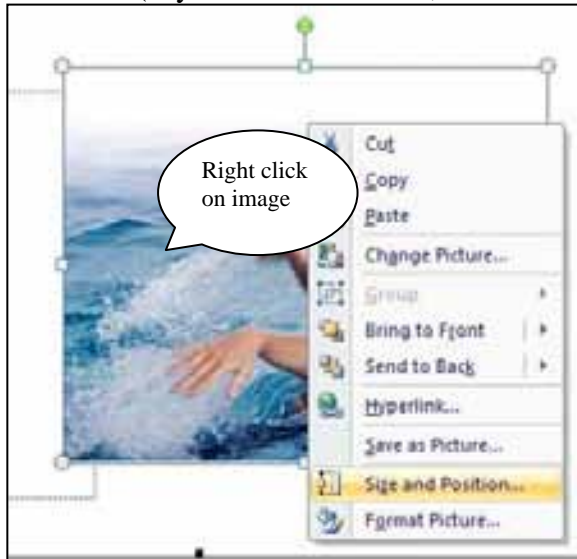 Right click
on image
Cut
Copy
Paste
Change Picture...
Group
Bring to Front
Send to Back
Hyperlink...
Save as Picture...
Size and Position...
Format Picture...